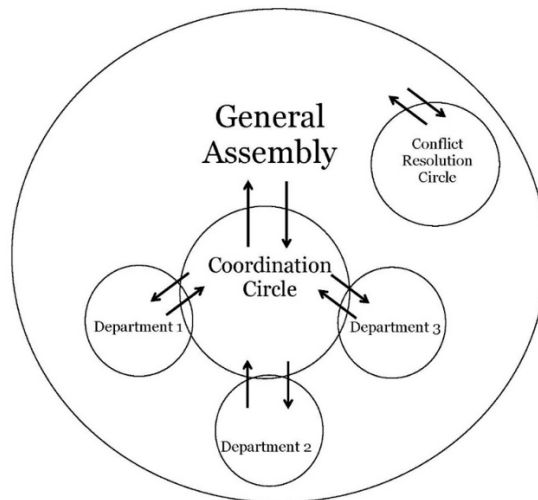 General
Assembly
Conflict
Resolution
Circle
Coordination
Circle
Department 1
Department 3
Department 2